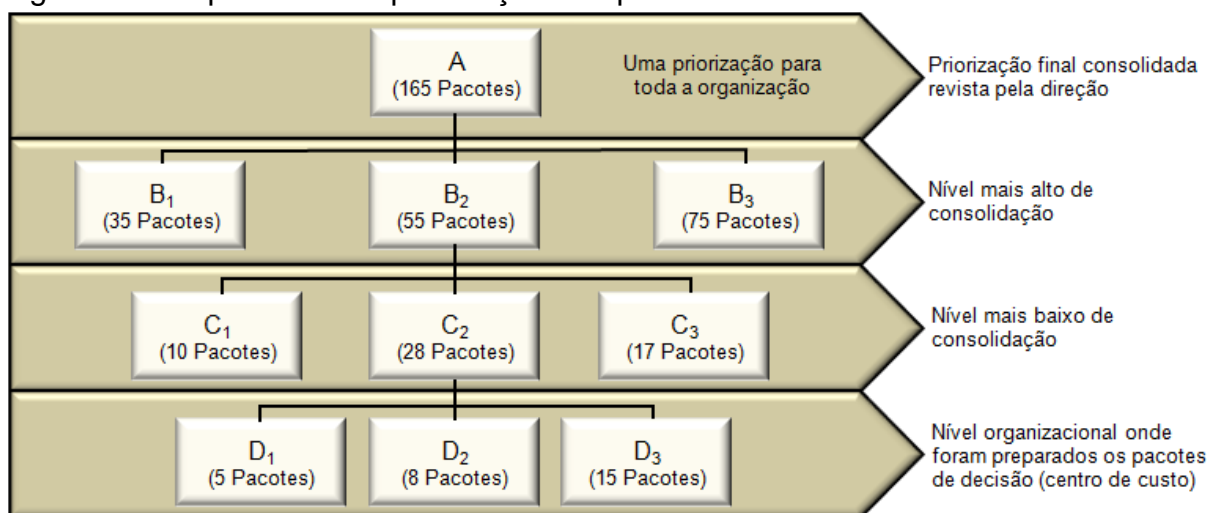 A
(165 Pacotes)
Uma priorização para
toda a organização
Priorização final consolidada
revista pela direção
B₁
(35 Pacotes)
B₂
(55 Pacotes)
B₃
(75 Pacotes)
Nível mais alto de
consolidação
C₁
(10 Pacotes)
C₂
(28 Pacotes)
C₃
(17 Pacotes)
Nível mais baixo de
consolidação
D₁
(5 Pacotes)
D₂
(8 Pacotes)
D₃
(15 Pacotes)
Nível organizacional onde
foram preparados os pacotes
de decisão (centro de custo)